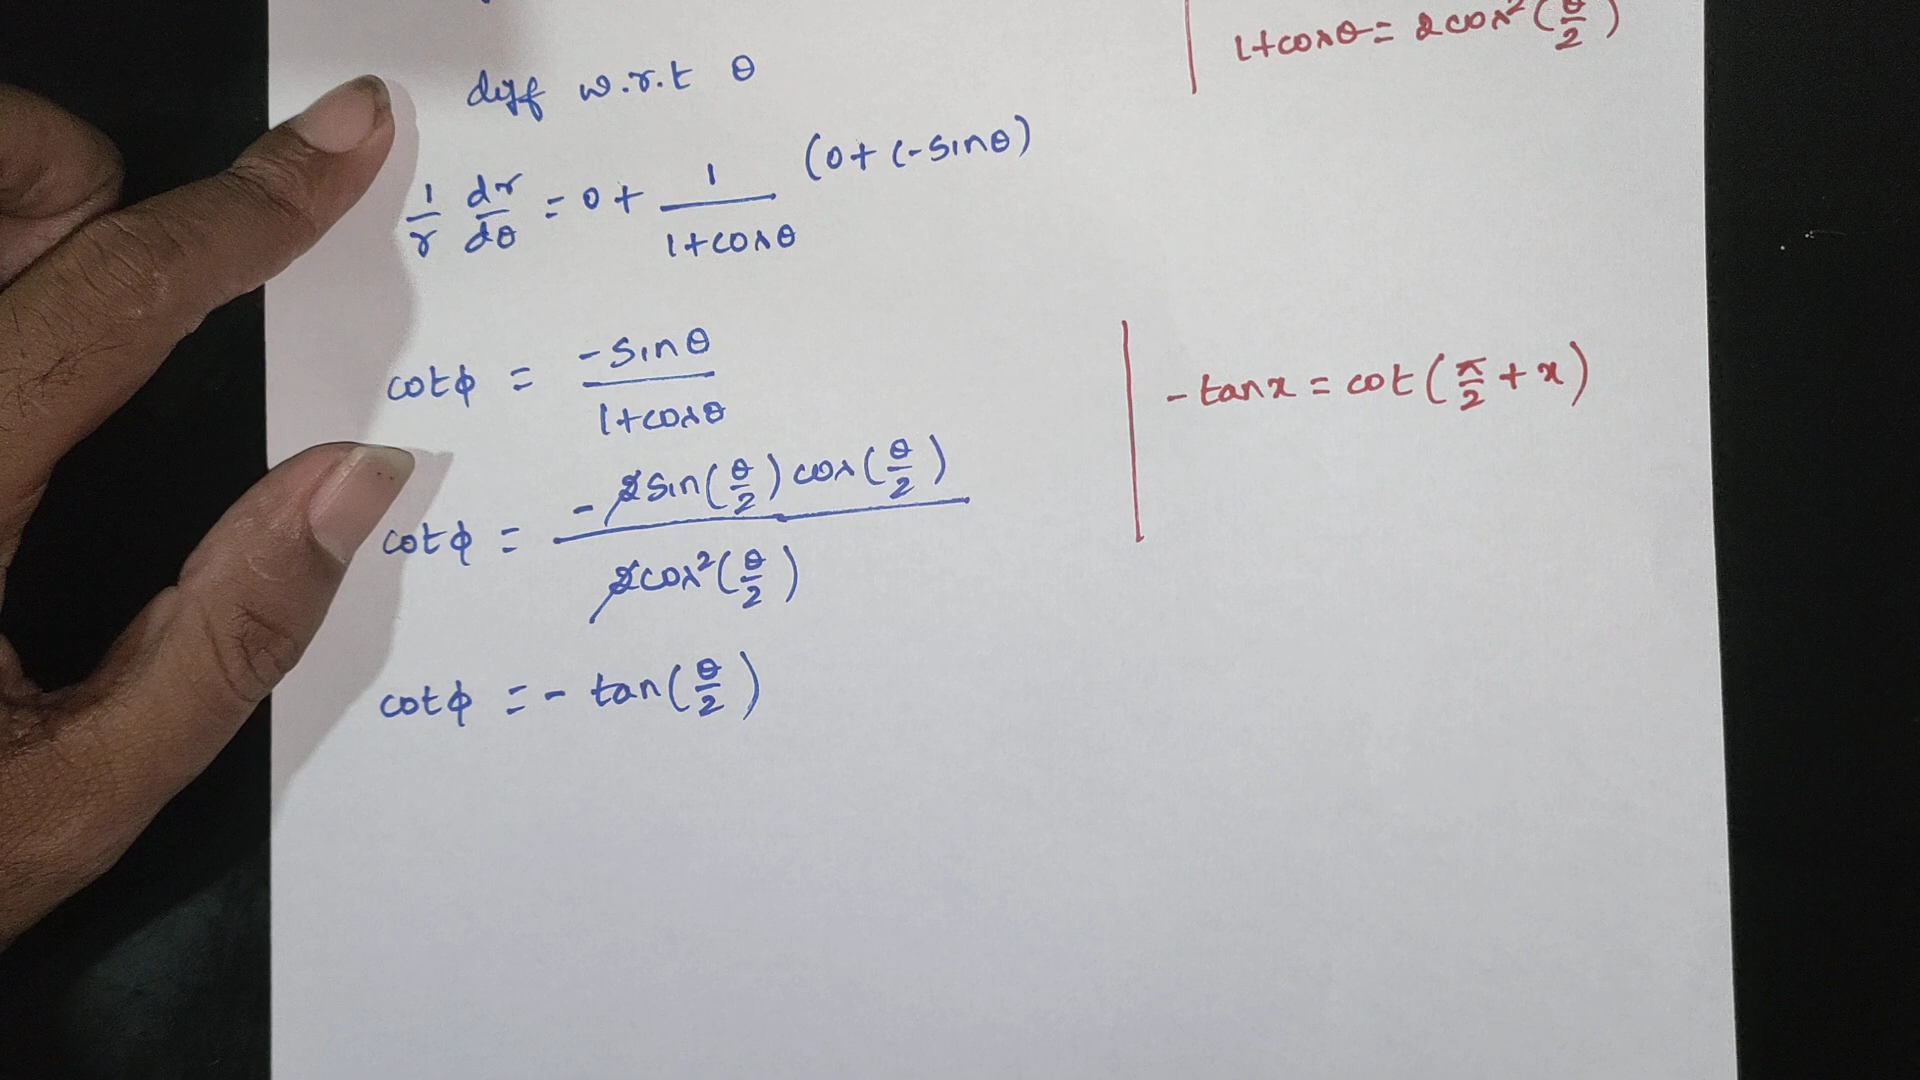 1+cosθ = 2cos²(θ/2)
diff w.r.t θ
1/r dr/dθ = 0 + 1/(1+cosθ) (0+(-sinθ)
cotφ = -sinθ/(1+cosθ)
-tanx = cot(π/2 + x)
cotφ = -2sin(θ/2)cos(θ/2) / 2cos²(θ/2)
cotφ = - tan(θ/2)